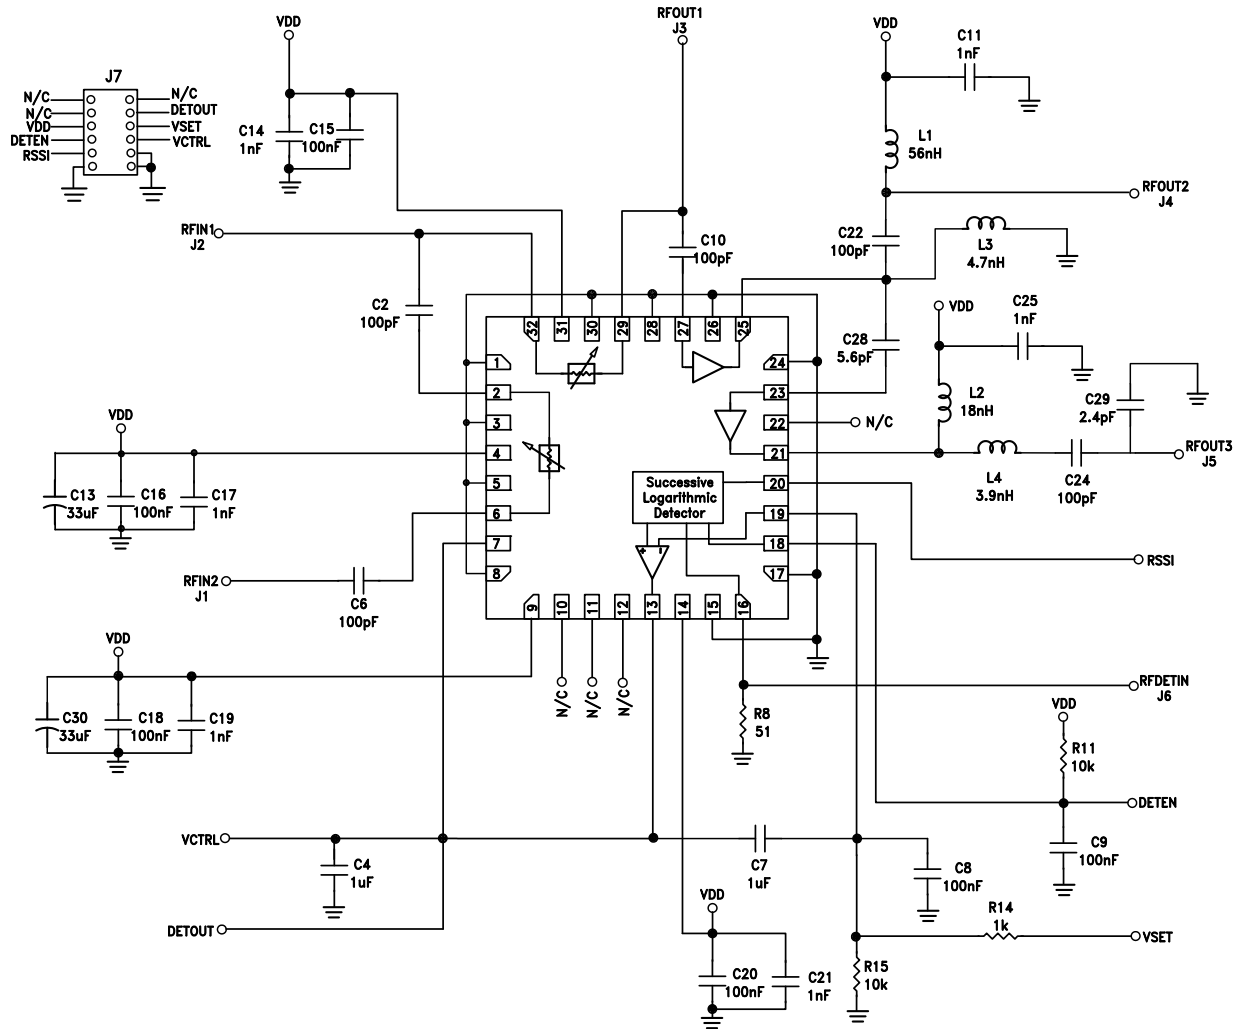 VDD
RFOUT1
J3
VDD
C11
1nF
J7
N/C
N/C
VDD
DETEN
RSSI
N/C
DETOUT
VSET
VCTRL
C14
1nF
C15
100nF
L1
56nH
RFOUT2
J4
RFIN1
J2
C10
100pF
C22
100pF
L3
4.7nH
C2
100pF
VDD
C25
1nF
C28
5.6pF
32
31
30
29
28
27
26
25
1
2
3
4
5
6
7
8
24
23
22
21
20
19
18
17
N/C
L2
18nH
C29
2.4pF
RFOUT3
J5
L4
3.9nH
C24
100pF
VDD
C13
33uF
C16
100nF
C17
1nF
Successive
Logarithmic
Detector
+
-
RSSI
RFIN2
J1
C6
100pF
9
10
11
12
13
14
15
16
N/C
N/C
N/C
VDD
C30
33uF
C18
100nF
C19
1nF
RFDETIN
J6
R8
51
VDD
R11
10k
DETEN
C9
100nF
VCTRL
C4
1uF
C7
1uF
C8
100nF
DETOUT
VDD
C20
100nF
C21
1nF
R14
1k
VSET
R15
10k